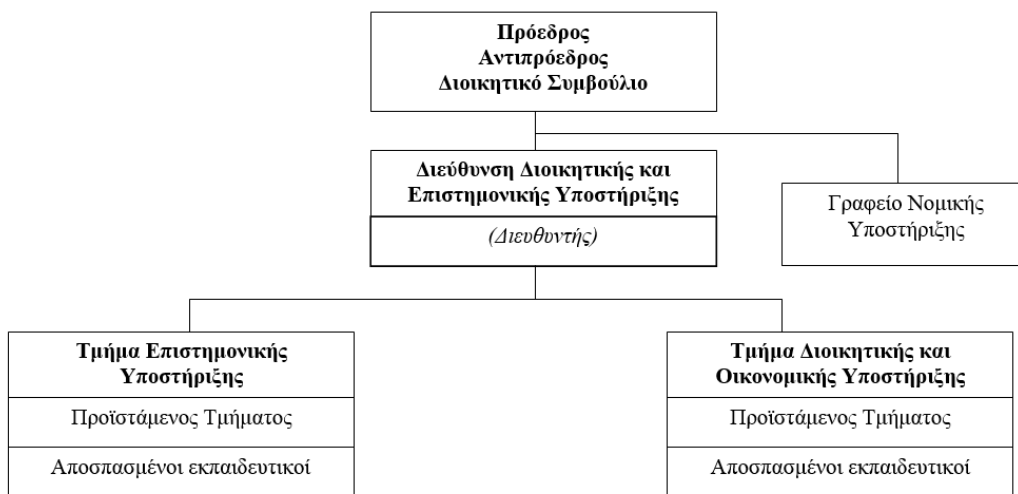 Πρόεδρος
Αντιπρόεδρος
Διοικητικό Συμβούλιο
Διεύθυνση Διοικητικής και
Επιστημονικής Υποστήριξης
(Διευθυντής)
Γραφείο Νομικής
Υποστήριξης
Τμήμα Επιστημονικής
Υποστήριξης
Προϊστάμενος Τμήματος
Αποσπασμένοι εκπαιδευτικοί
Τμήμα Διοικητικής και
Οικονομικής Υποστήριξης
Προϊστάμενος Τμήματος
Αποσπασμένοι εκπαιδευτικοί